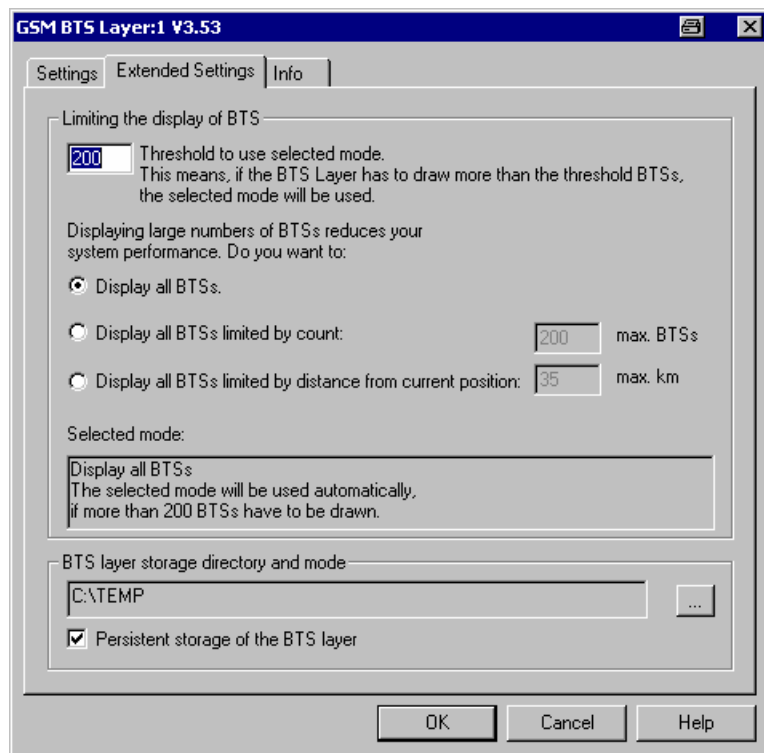 GSM BTS Layer:1 V3.53
Settings
Extended Settings
Info
Limiting the display of BTS
200
Threshold to use selected mode.
This means, if the BTS Layer has to draw more than the threshold BTSs,
the selected mode will be used.
Displaying large numbers of BTSs reduces your
system performance. Do you want to:
Display all BTSs.
Display all BTSs limited by count:
200
max. BTSs
Display all BTSs limited by distance from current position:
35
max. km
Selected mode:
Display all BTSs
The selected mode will be used automatically,
if more than 200 BTSs have to be drawn.
BTS layer storage directory and mode
C:\TEMP
...
Persistent storage of the BTS layer
OK
Cancel
Help